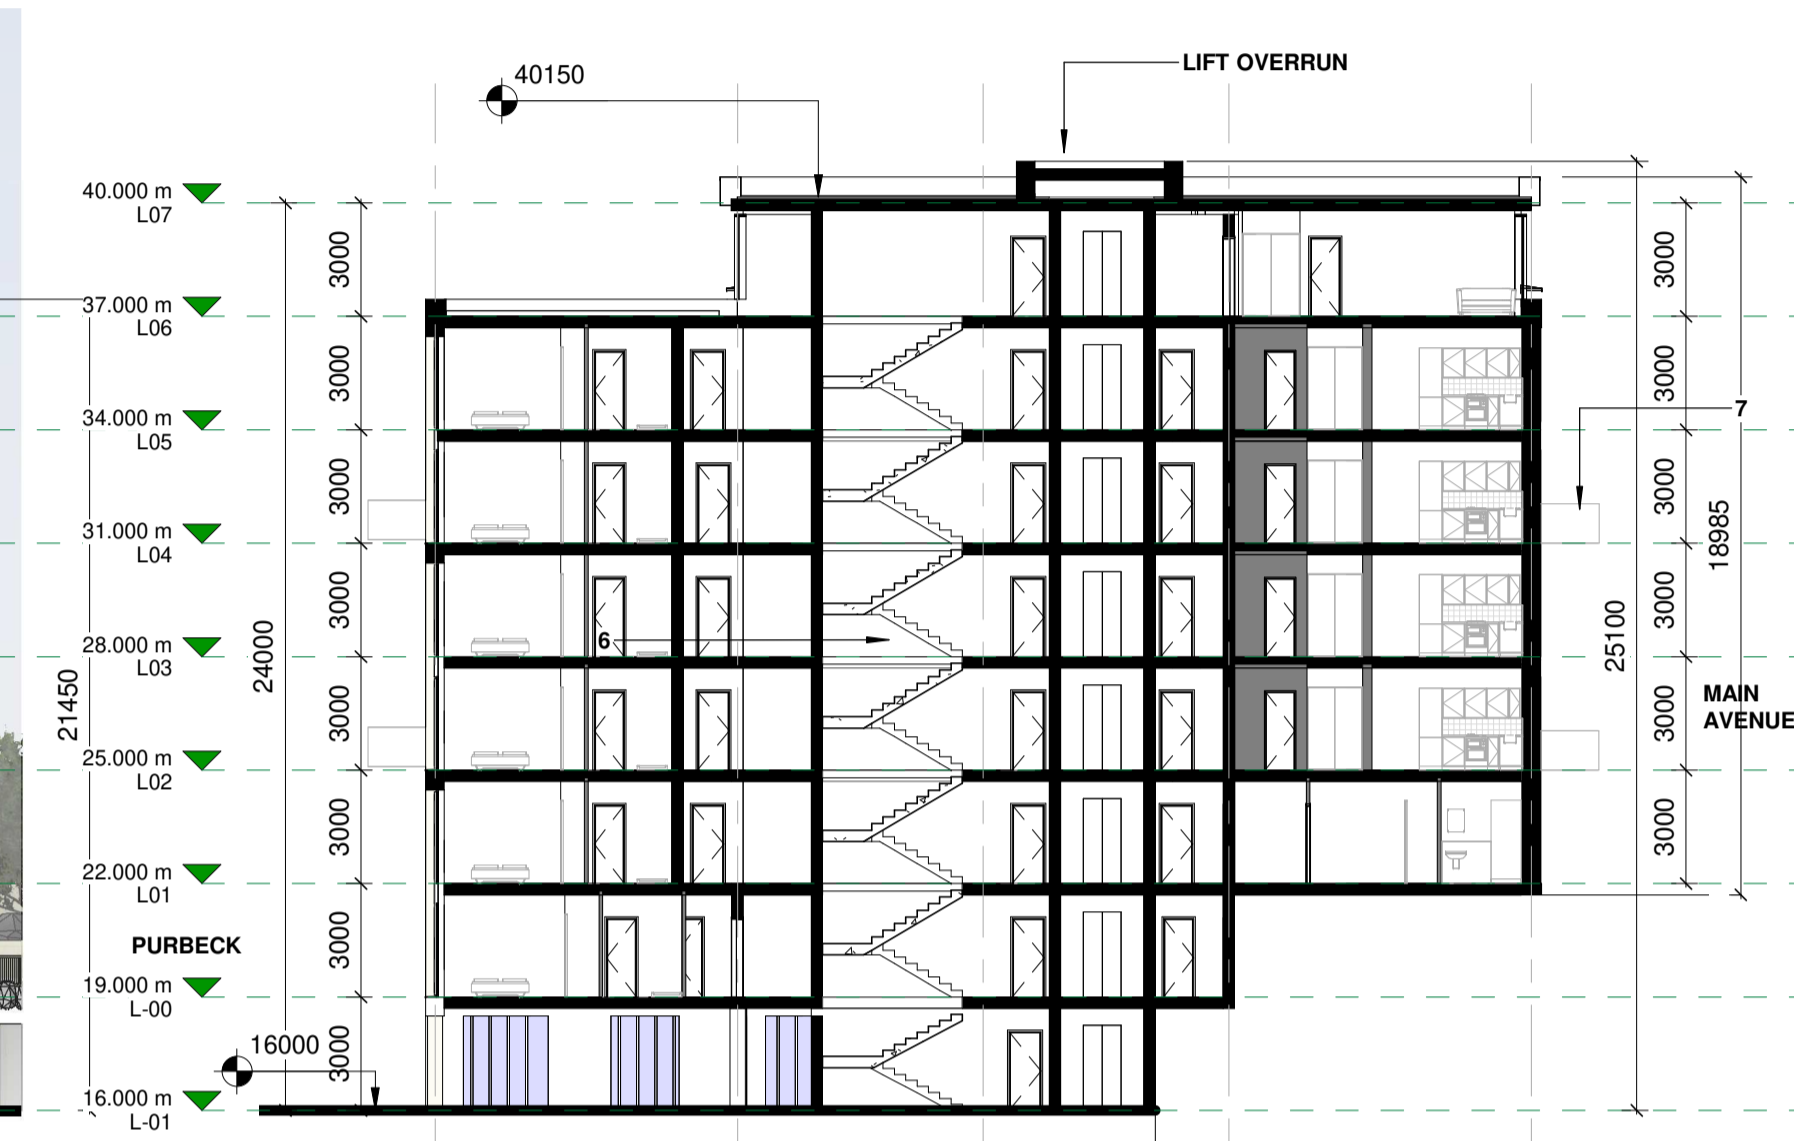 LIFT OVERRUN
40150
40.000 m
L07
3000
3000
37.000 m
L06
3000
3000
34.000 m
L05
7
3000
3000
18985
31.000 m
L04
3000
3000
25100
6
28.000 m
L03
24000
21450
3000
3000
MAIN
AVENUE
25.000 m
L02
3000
3000
22.000 m
L01
PURBECK
3000
19.000 m
L-00
16000
3000
16.000 m
L-01